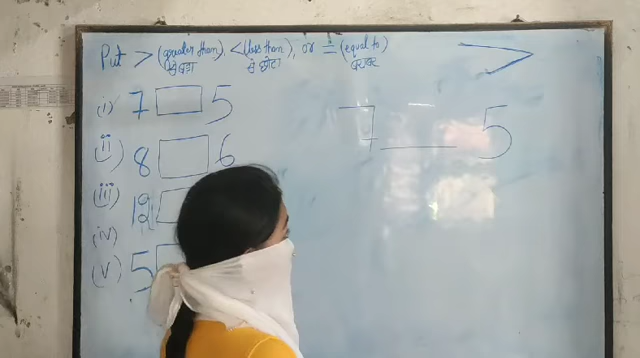 Put > (greater than), < (less than), or = (equal to) >
से बड़ा से छोटा बराबर
(i) 7 5
7 __ 5
(ii) 8 6
(iii) 12
(iv)
(v) 5